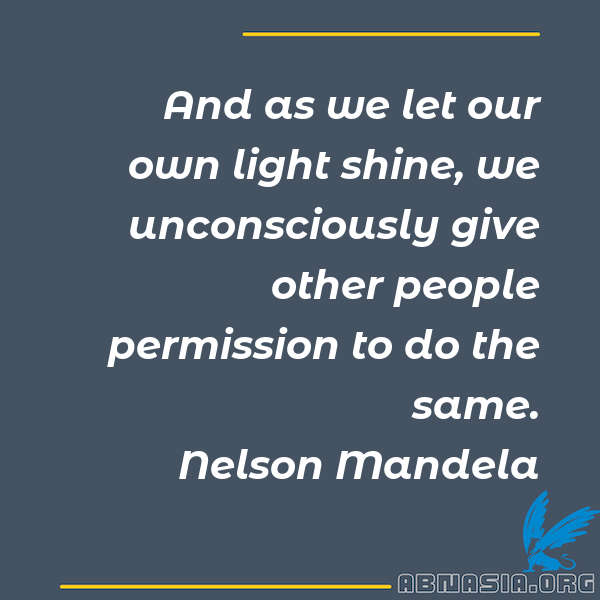 And as we let our
own light shine, we
unconsciously give
other people
permission to do the
same.
Nelson Mandela
ABNASIA.ORG